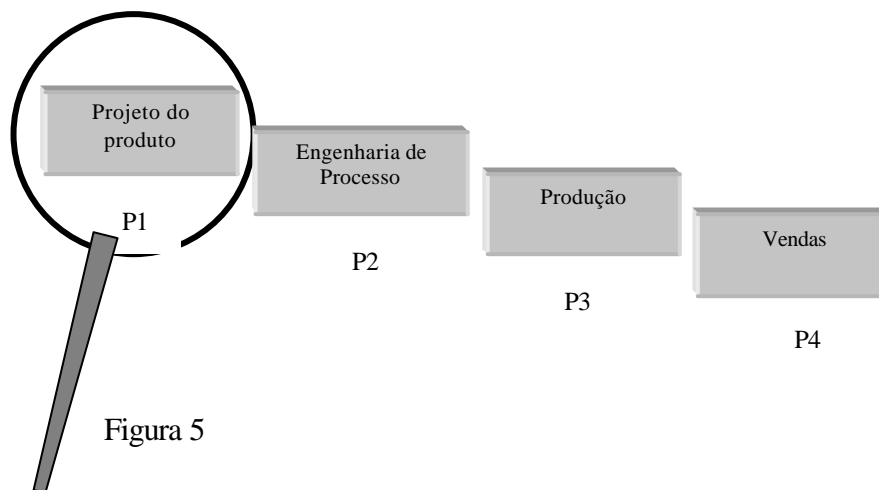 Projeto do
produto
P1
Engenharia de
Processo
P2
Produção
P3
Vendas
P4
Figura 5